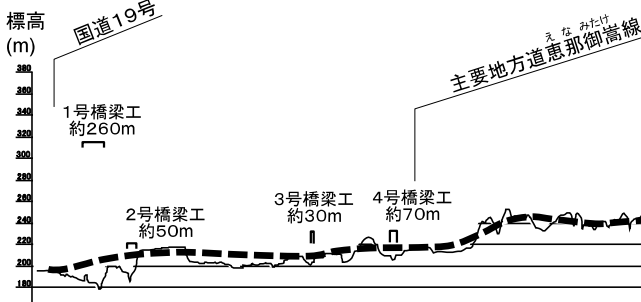 標高
(m)
国道19号
主要地方道恵那御嵩線
えな みたけ
1号橋梁工
約260m
2号橋梁工
約50m
3号橋梁工
約30m
4号橋梁工
約70m
380
360
340
320
300
280
260
240
220
200
180